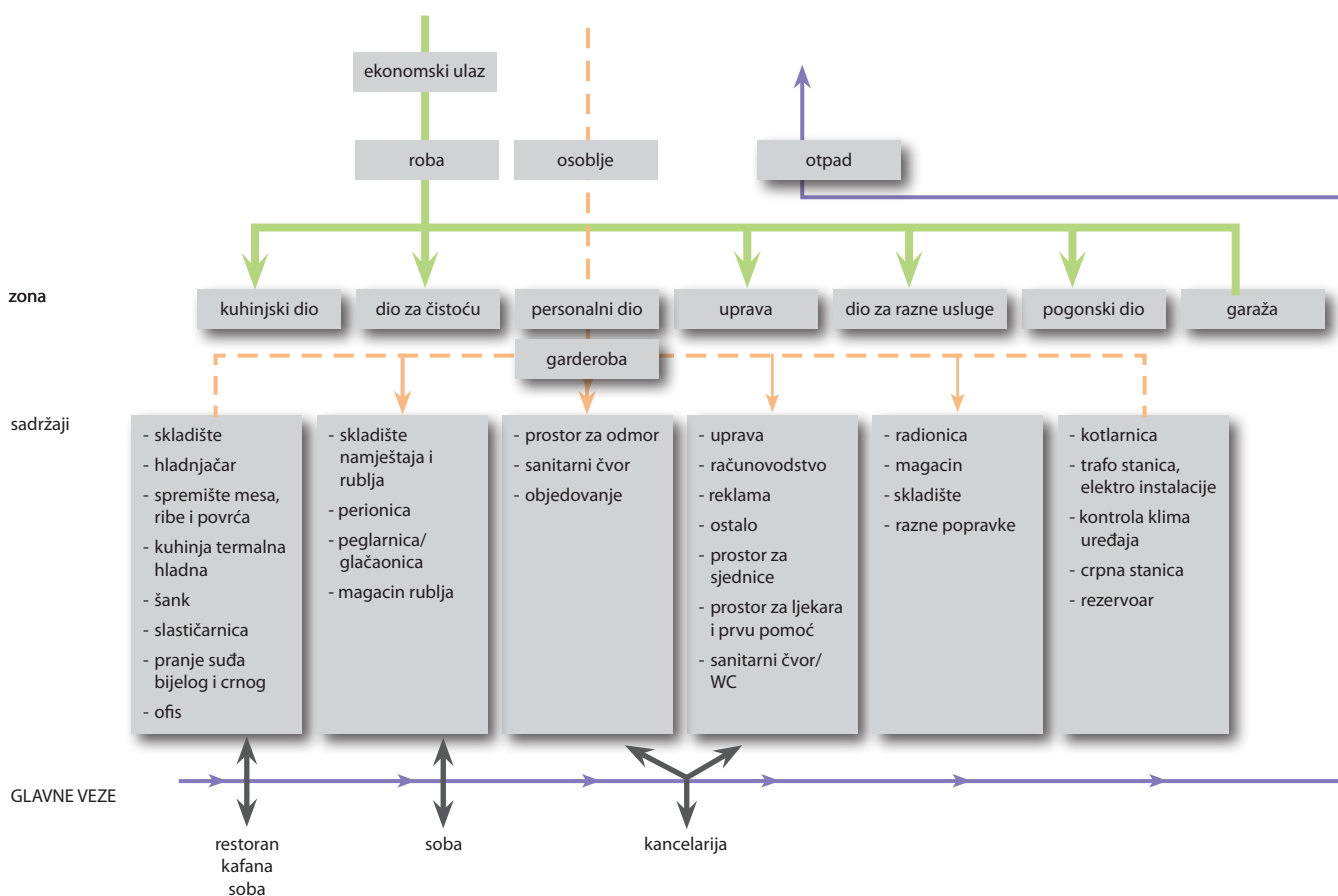 ekonomski ulaz
roba
osoblje
otpad
zona
kuhinjski dio
dio za čistoću
personalni dio
uprava
dio za razne usluge
pogonski dio
garaža
garderoba
sadržaji
- skladište
- hladnjačar
- spremište mesa,
ribe i povrća
- kuhinja termalna
hladna
- šank
- slastičarnica
- pranje suđa
bijelog i crnog
- ofis
- skladište
namještaja i
rublja
- perionica
- peglarnica/
glačaonica
- magacin rublja
- prostor za odmor
- sanitarni čvor
- objedovanje
- uprava
- računovodstvo
- reklama
- ostalo
- prostor za
sjednice
- prostor za ljekara
i prvu pomoć
- sanitarni čvor/
WC
- radionica
- magacin
- skladište
- razne popravke
- kotlarnica
- trafo stanica,
elektro instalacije
- kontrola klima
uređaja
- crpna stanica
- rezervoar
GLAVNE VEZE
restoran
kafana
soba
soba
kancelarija